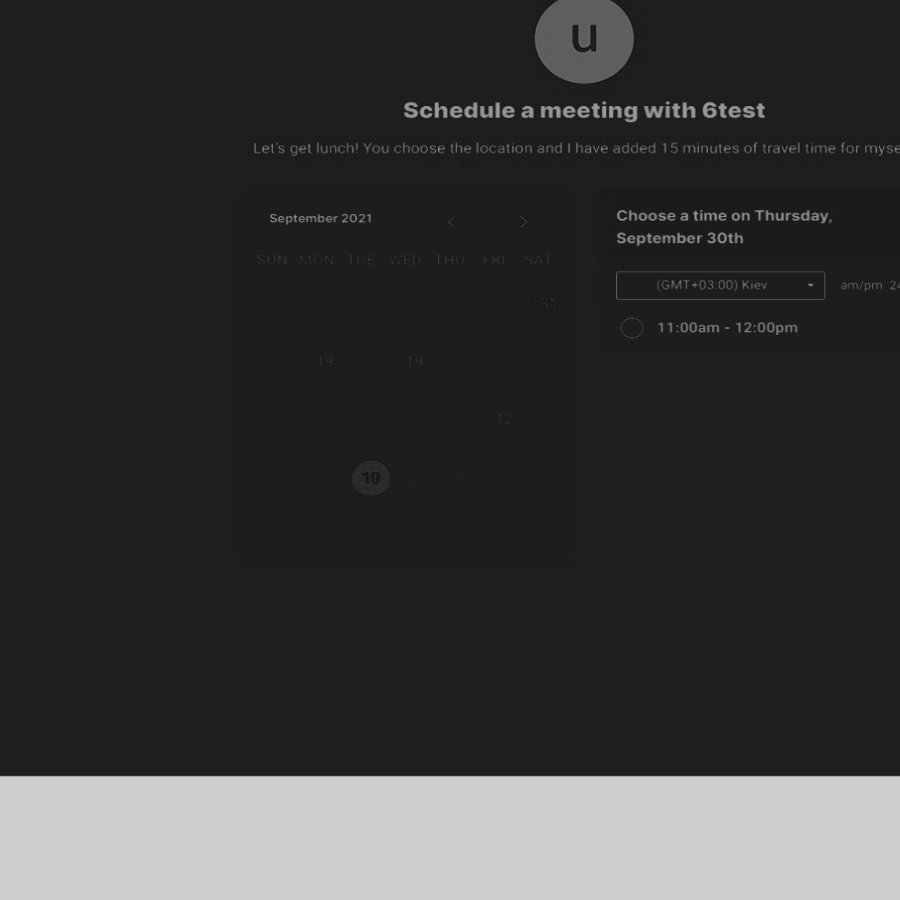 u
Schedule a meeting with 6test
Let's get lunch! You choose the location and I have added 15 minutes of travel time for
September 2021
SUN MON TUE WED THU FRI SAT
31
19 19
12
10
Choose a time on Thursday,
September 30th
(GMT+03:00) Kiev
am/pm
11:00am - 12:00pm